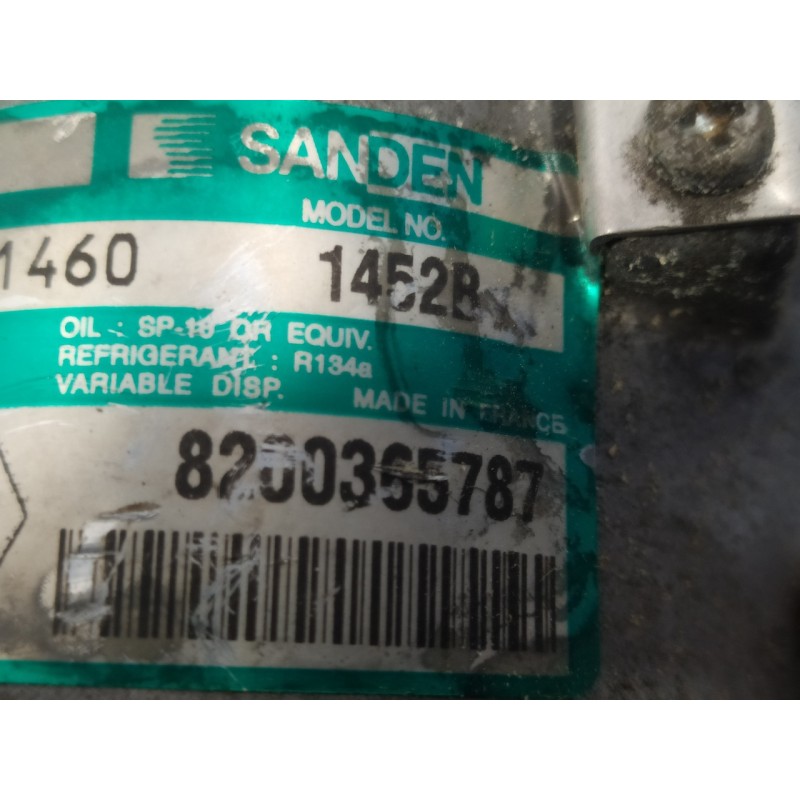 SANDEN
MODEL NO.
1460 1452B
OIL : SP-10 OR EQUIV.
REFRIGERANT : R134a
VARIABLE DISP. MADE IN FRANCE
8200365787